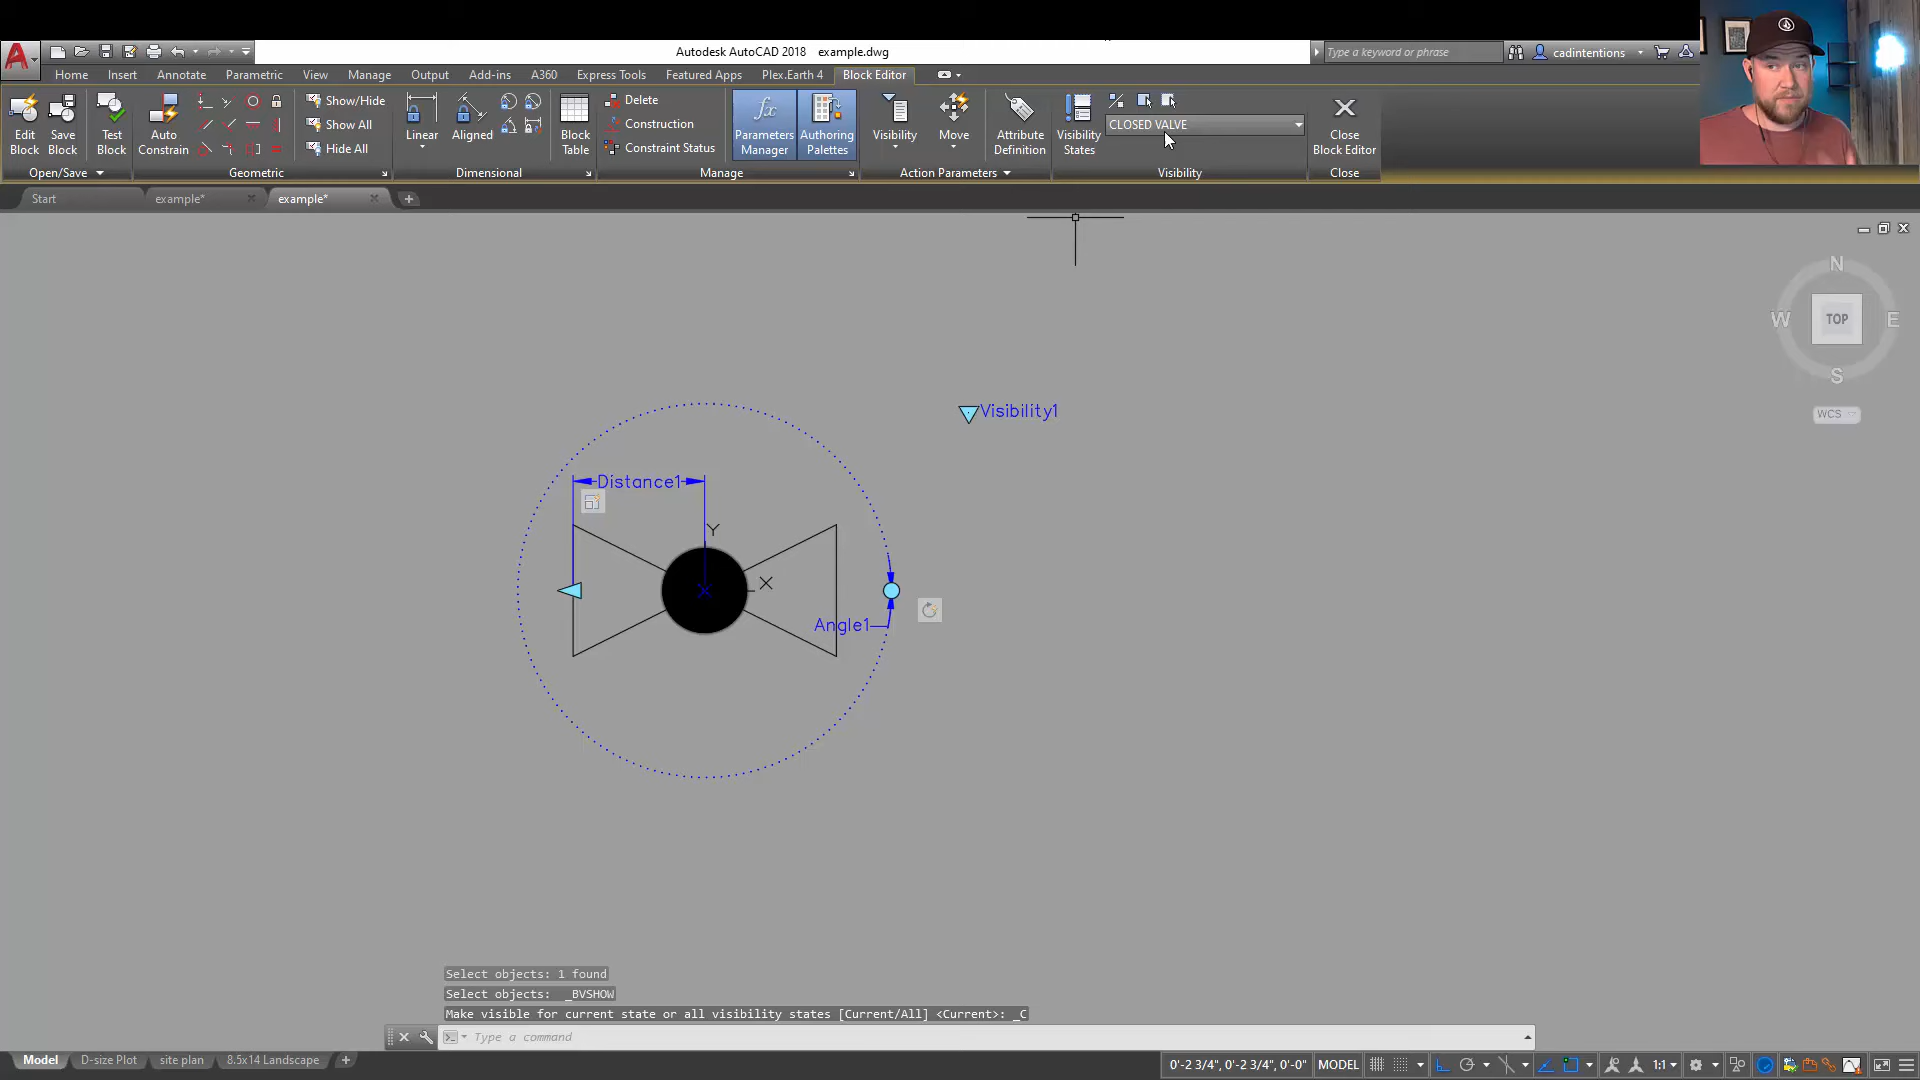 Autodesk AutoCAD 2018 example.dwg
Type a keyword or phrase
cadintentions
Home Insert Annotate Parametric View Manage Output Add-ins A360 Express Tools Featured Apps Plex.Earth 4 Block Editor
Edit Block
Save Block
Test Block
Open/Save
Auto Constrain
Show/Hide
Show All
Hide All
Geometric
Linear
Aligned
Dimensional
Block Table
Delete
Construction
Constraint Status
Parameters Manager
Authoring Palettes
Manage
Visibility
Move
Action Parameters
Attribute Definition
Visibility States
CLOSED VALVE
Visibility
Close Block Editor
Close
Start example* example*
N
W TOP E
S
WCS
Visibility1
Distance1
Y
X
Angle1
Select objects: 1 found
Select objects: _BVSHOW
Make visible for current state or all visibility states [Current/All] <Current>: _C
Type a command
Model D-size Plot site plan 8.5x14 Landscape
0'-2 3/4", 0'-2 3/4", 0'-0" MODEL 1:1